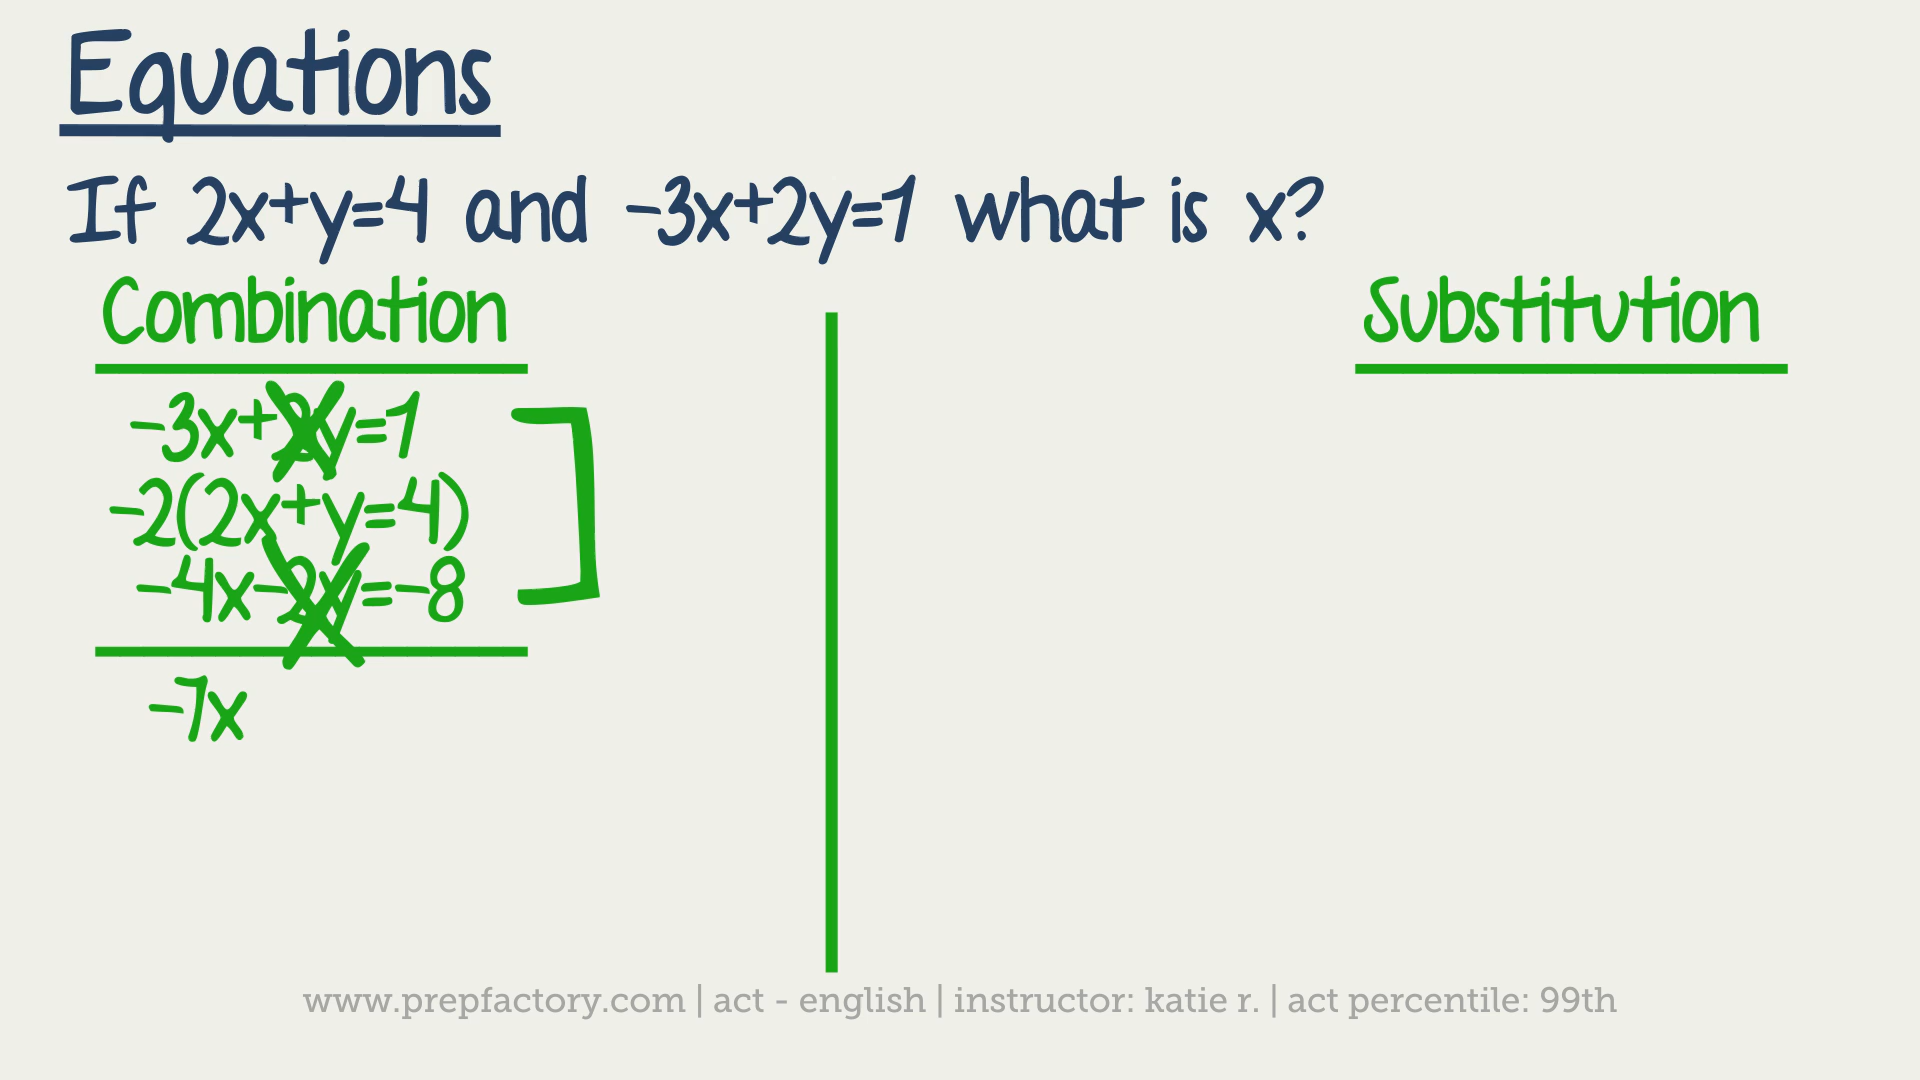 Equations
If 2x+y=4 and -3x+2y=1 what is x?
Combination
-3x+2y=1
-2(2x+y=4)
-4x-2y=-8
-7x
Substitution
www.prepfactory.com | act - english | instructor: katie r. | act percentile: 99th